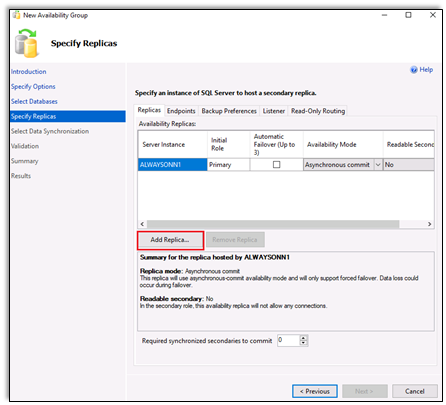 New Availability Group
Specify Replicas
Help
Introduction
Specify Options
Select Databases
Specify Replicas
Select Data Synchronization
Validation
Summary
Results
Specify an instance of SQL Server to host a secondary replica.
Replicas Endpoints Backup Preferences Listener Read-Only Routing
Availability Replicas:
Server Instance Initial Role Automatic Failover (Up to 3) Availability Mode Readable Second
ALWAYSONN1 Primary Asynchronous commit No
Add Replica... Remove Replica
Summary for the replica hosted by ALWAYSONN1
Replica mode: Asynchronous commit
This replica will use asynchronous-commit availability mode and will only support forced failover. Data loss could
occur during failover.
Readable secondary: No
In the secondary role, this availability replica will not allow any connections.
Required synchronized secondaries to commit 0
< Previous Next > Cancel